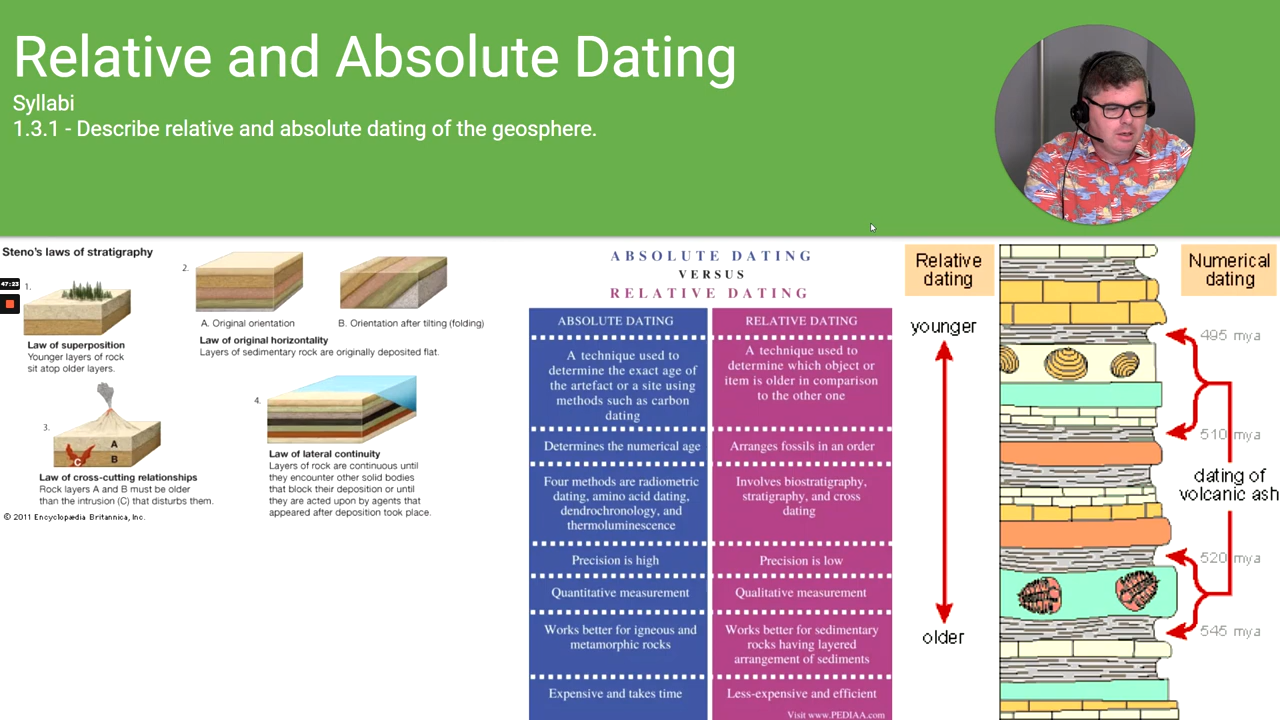 Relative and Absolute Dating
Syllabi
1.3.1 - Describe relative and absolute dating of the geosphere.
47:23
Steno's laws of stratigraphy
1.
Law of superposition
Younger layers of rock
sit atop older layers.
2.
A. Original orientation
B. Orientation after tilting (folding)
Law of original horizontality
Layers of sedimentary rock are originally deposited flat.
3.
A
B
C
Law of cross-cutting relationships
Rock layers A and B must be older
than the intrusion (C) that disturbs them.
4.
Law of lateral continuity
Layers of rock are continuous until
they encounter other solid bodies
that block their deposition or until
they are acted upon by agents that
appeared after deposition took place.
© 2011 Encyclopædia Britannica, Inc.
ABSOLUTE DATING
VERSUS
RELATIVE DATING
ABSOLUTE DATING
RELATIVE DATING
A technique used to
determine the exact age of
the artefact or a site using
methods such as carbon
dating
A technique used to
determine which object or
item is older in comparison
to the other one
Determines the numerical age
Arranges fossils in an order
Four methods are radiometric
dating, amino acid dating,
dendrochronology, and
thermoluminescence
Involves biostratigraphy,
stratigraphy, and cross
dating
Precision is high
Precision is low
Quantitative measurement
Qualitative measurement
Works better for igneous and
metamorphic rocks
Works better for sedimentary
rocks having layered
arrangement of sediments
Expensive and takes time
Less-expensive and efficient
Visit www.PEDIAA.com
Relative
dating
younger
older
Numerical
dating
495 mya
510 mya
dating of
volcanic ash
520 mya
545 mya